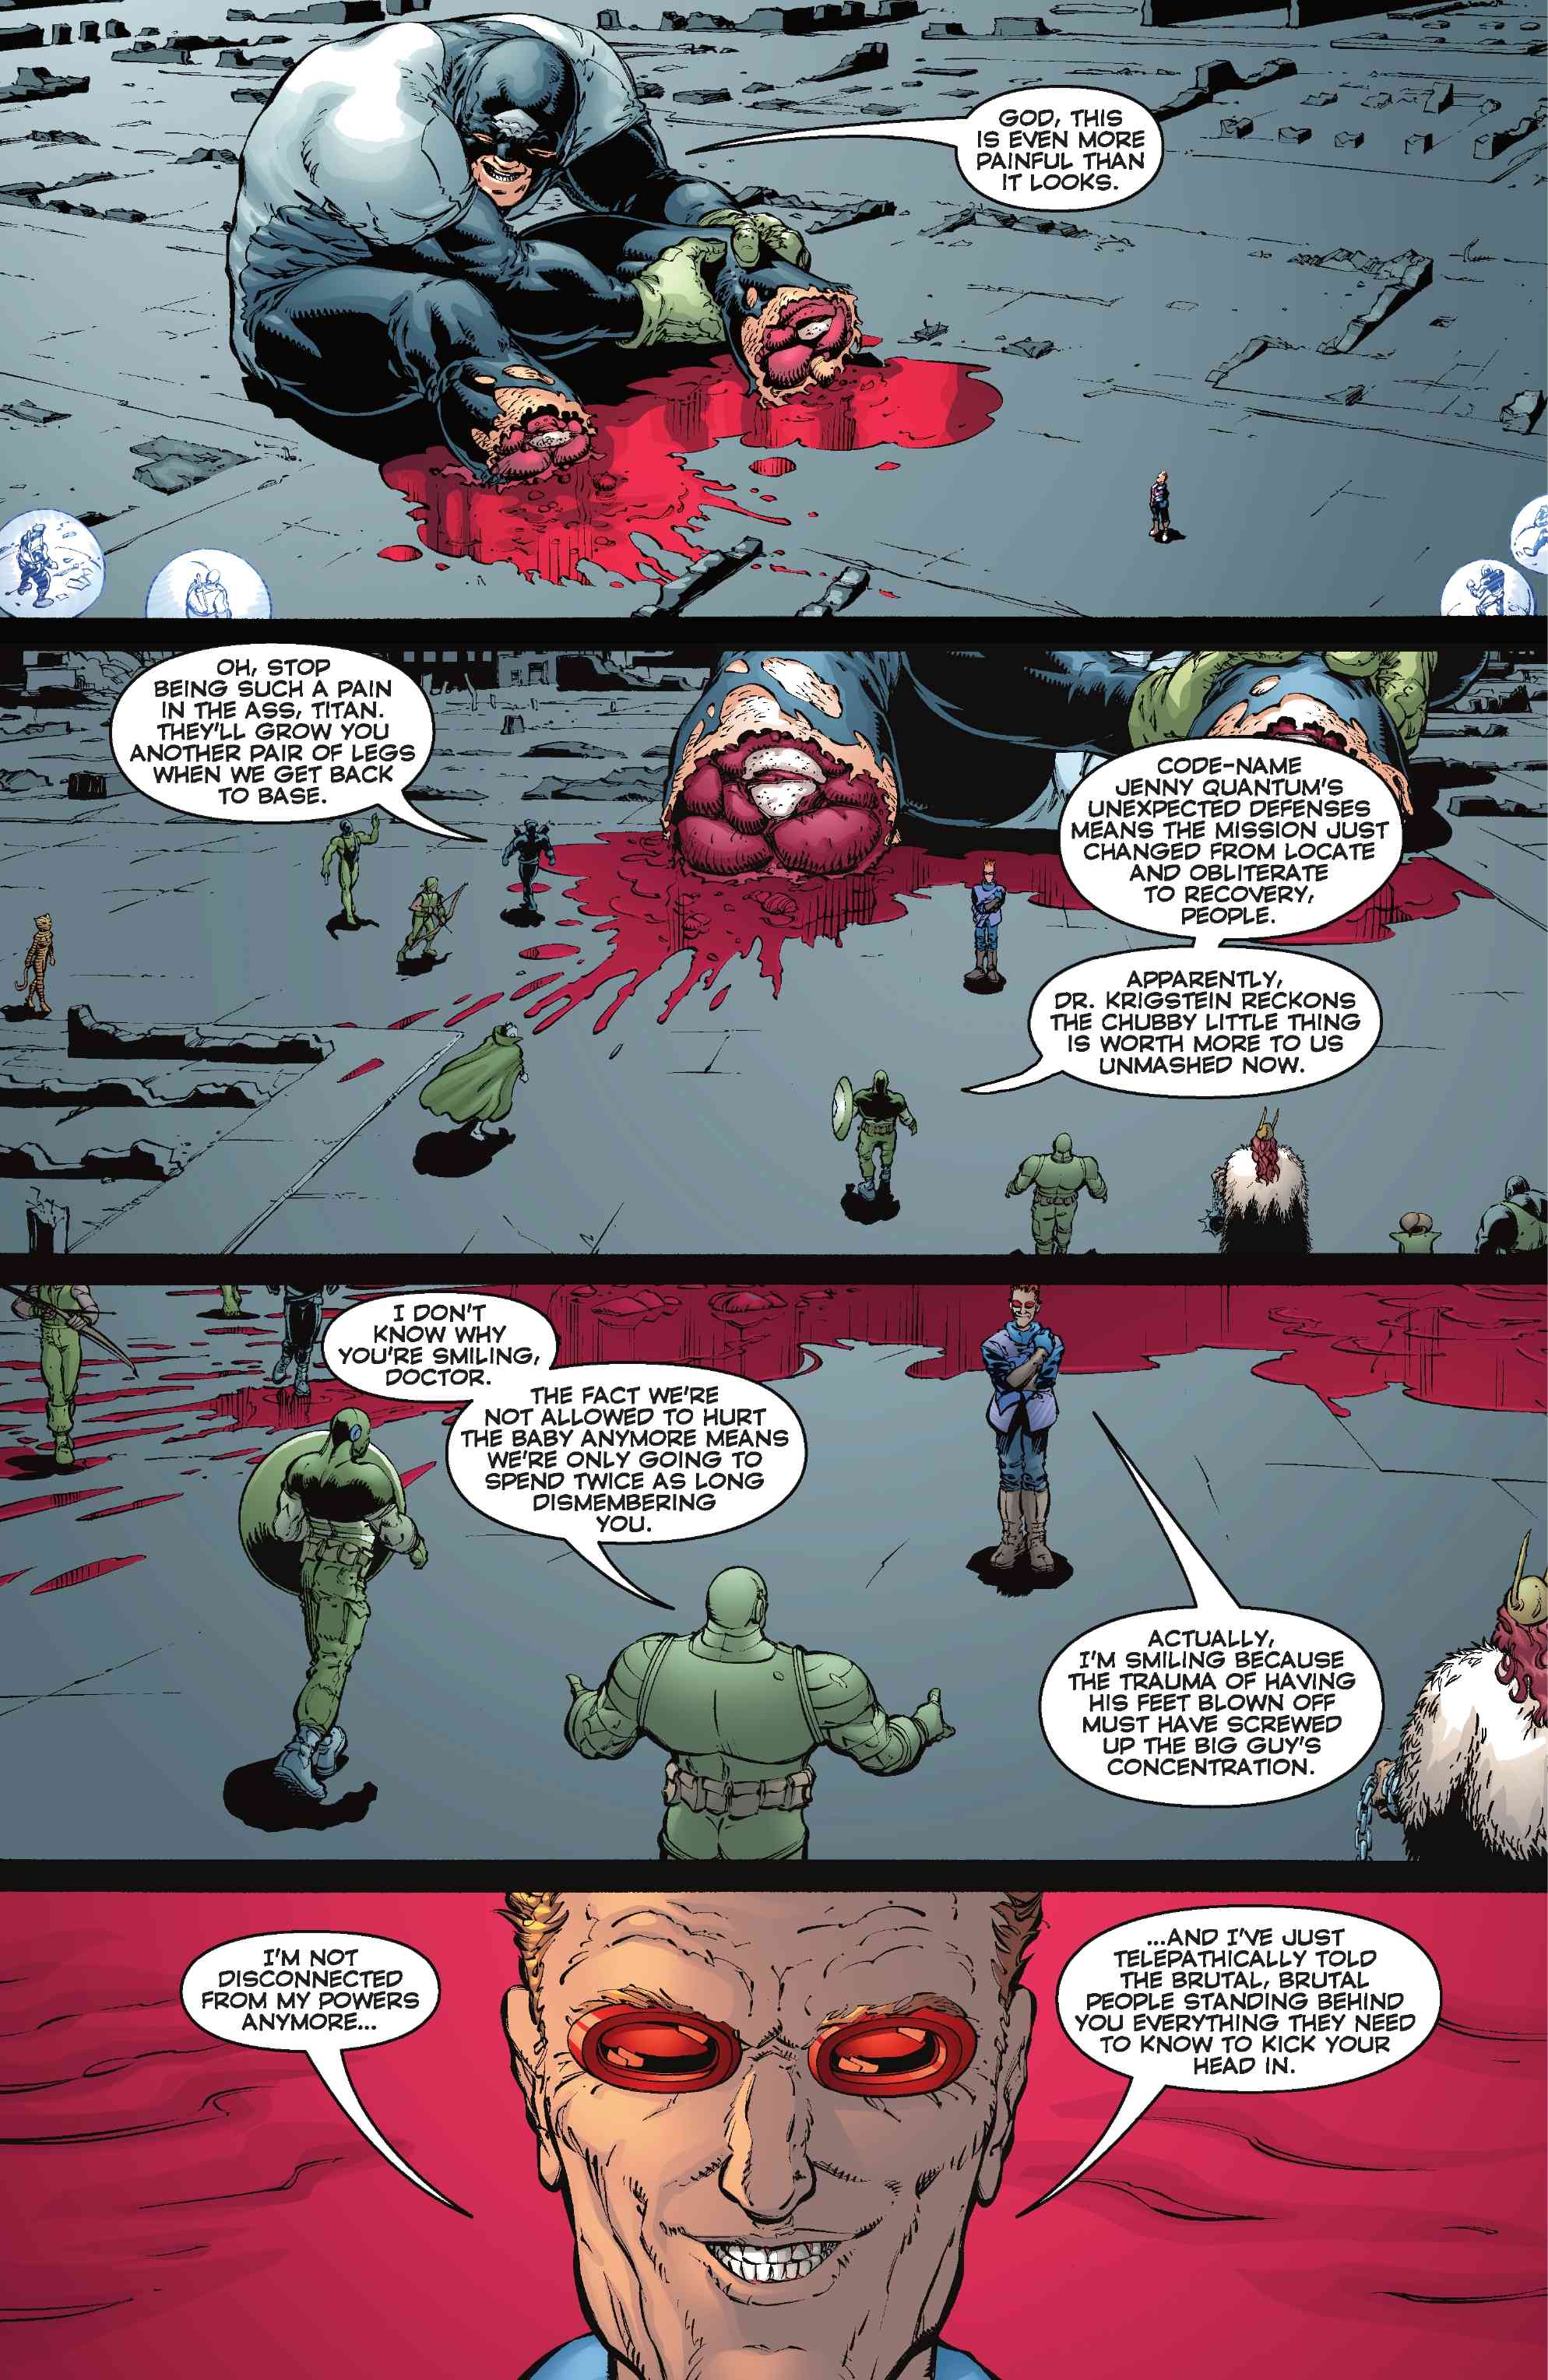 GOD, THIS
IS EVEN MORE
PAINFUL THAN
IT LOOKS.
OH, STOP
BEING SUCH A PAIN
IN THE ASS, TITAN.
THEY'LL GROW YOU
ANOTHER PAIR OF LEGS
WHEN WE GET BACK
TO BASE.
CODE-NAME
JENNY QUANTUM'S
UNEXPECTED DEFENSES
MEANS THE MISSION JUST
CHANGED FROM LOCATE
AND OBLITERATE
TO RECOVERY,
PEOPLE.
APPARENTLY,
DR. KRIGSTEIN RECKONS
THE CHUBBY LITTLE THING
IS WORTH MORE TO US
UNMASHED NOW.
I DON'T
KNOW WHY
YOU'RE SMILING,
DOCTOR.
THE FACT WE'RE
NOT ALLOWED TO HURT
THE BABY ANYMORE MEANS
WE'RE ONLY GOING TO
SPEND TWICE AS LONG
DISMEMBERING
YOU.
ACTUALLY,
I'M SMILING BECAUSE
THE TRAUMA OF HAVING
HIS FEET BLOWN OFF
MUST HAVE SCREWED
UP THE BIG GUY'S
CONCENTRATION.
I'M NOT
DISCONNECTED
FROM MY POWERS
ANYMORE...
...AND I'VE JUST
TELEPATHICALLY TOLD
THE BRUTAL, BRUTAL
PEOPLE STANDING BEHIND
YOU EVERYTHING THEY NEED
TO KNOW TO KICK YOUR
HEAD IN.